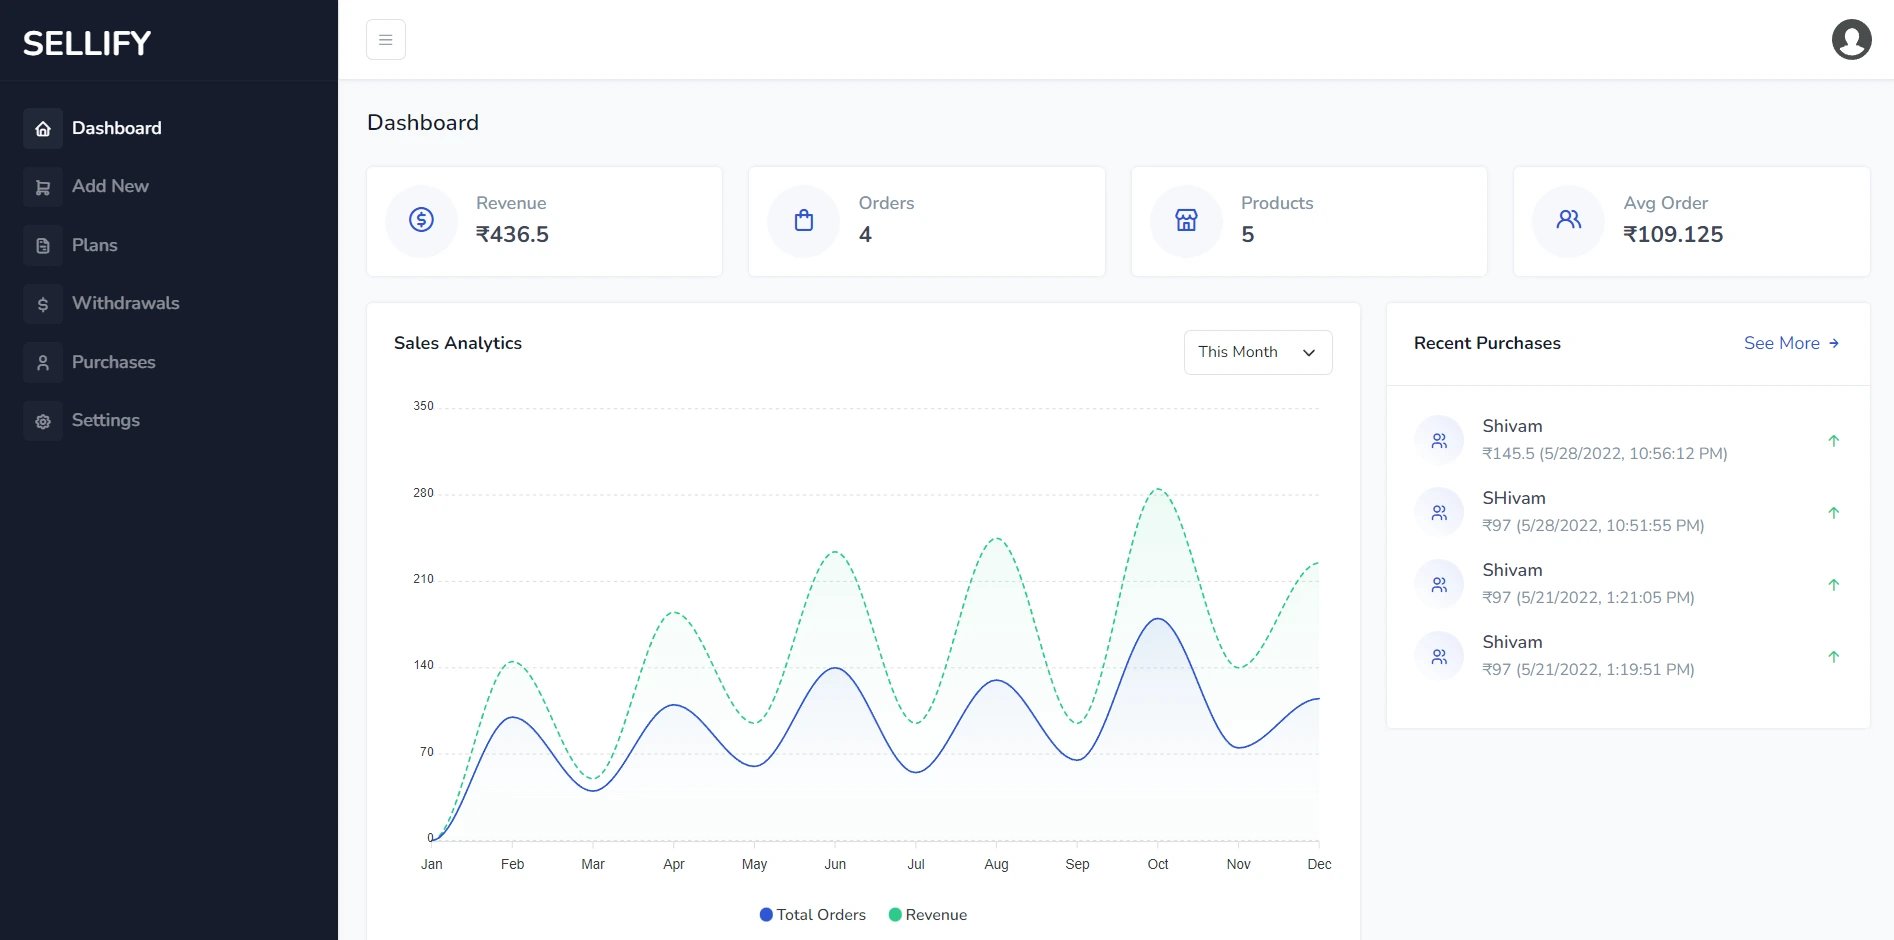 SELLIFY
Dashboard
Add New
Plans
Withdrawals
Purchases
Settings
Dashboard
Revenue
₹436.5
Orders
4
Products
5
Avg Order
₹109.125
Sales Analytics
This Month
350
280
210
140
70
0
Jan Feb Mar Apr May Jun Jul Aug Sep Oct Nov Dec
Total Orders Revenue
Recent Purchases
See More →
Shivam
₹145.5 (5/28/2022, 10:56:12 PM)
SHivam
₹97 (5/28/2022, 10:51:55 PM)
Shivam
₹97 (5/21/2022, 1:21:05 PM)
Shivam
₹97 (5/21/2022, 1:19:51 PM)